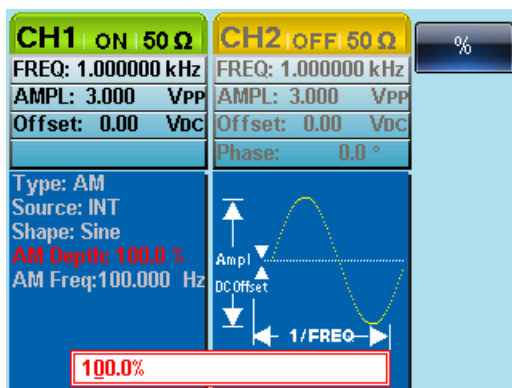 CH1 ON 50 Ω
FREQ: 1.000000 kHz
AMPL: 3.000 VPP
Offset: 0.00 VDC
CH2 OFF 50 Ω
FREQ: 1.000000 kHz
AMPL: 3.000 VPP
Offset: 0.00 VDC
Phase: 0.0 °
%
Type: AM
Source: INT
Shape: Sine
AM Depth: 100.0 %
AM Freq:100.000 Hz
Ampl
DC Offset
1/FREQ
100.0%